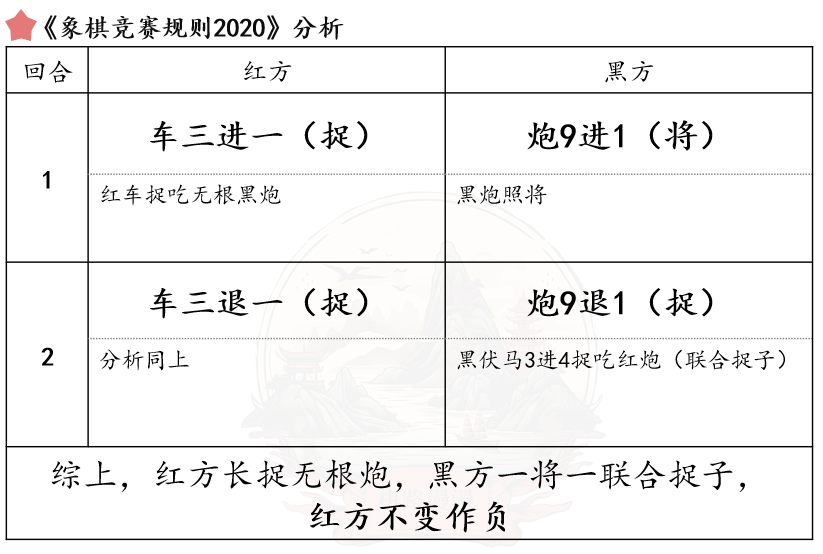 《象棋竞赛规则2020》分析
回合 红方 黑方
1 车三进一（捉） 炮9进1（将）
红车捉吃无根黑炮 黑炮照将
2 车三退一（捉） 炮9退1（捉）
分析同上 黑伏马3进4捉吃红炮（联合捉子）
综上，红方长捉无根炮，黑方一将一联合捉子，
红方不变作负